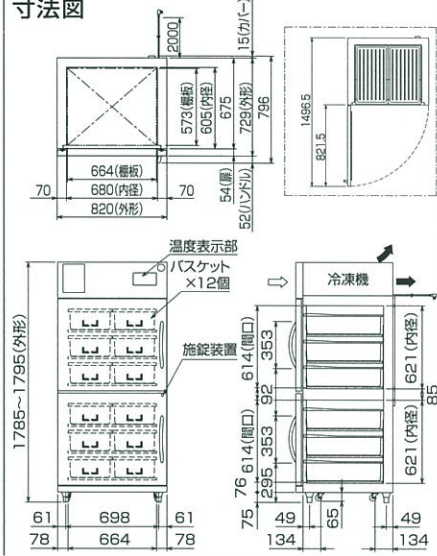 寸法図
2000
15(カバー)
573(棚板)
605(内径)
675
729(外形)
796
664(棚板)
70
680(内径)
70
820(外形)
54(扉)
52(ハンドル)
1496.5
821.5
温度表示部
バスケット
×12個
施錠装置
1785~1795(外形)
61
698
61
78
664
78
冷凍機
614(間口)
353
621(内径)
92
85
614(間口)
353
621(内径)
76
295
75
65
49
49
134
134